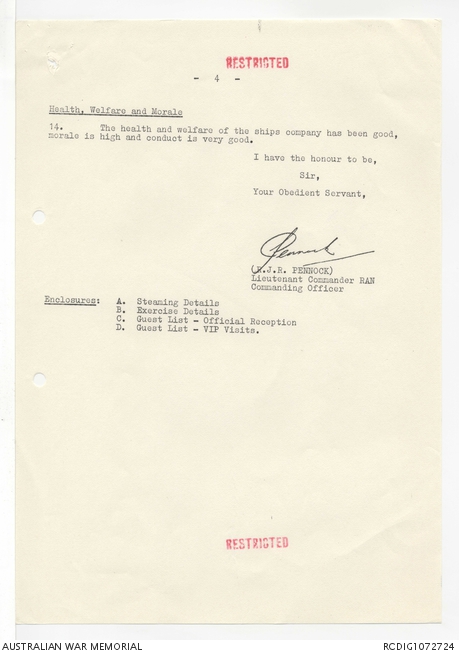 RESTRICTED
- 4 -
Health, Welfare and Morale
14. The health and welfare of the ships company has been good,
morale is high and conduct is very good.
I have the honour to be,
Sir,
Your Obedient Servant,
Pennock
(R.J.R. PENNOCK)
Lieutenant Commander RAN
Commanding Officer
Enclosures: A. Steaming Details
B. Exercise Details
C. Guest List - Official Reception
D. Guest List - VIP Visits.
RESTRICTED
AUSTRALIAN WAR MEMORIAL
RCDIG1072724